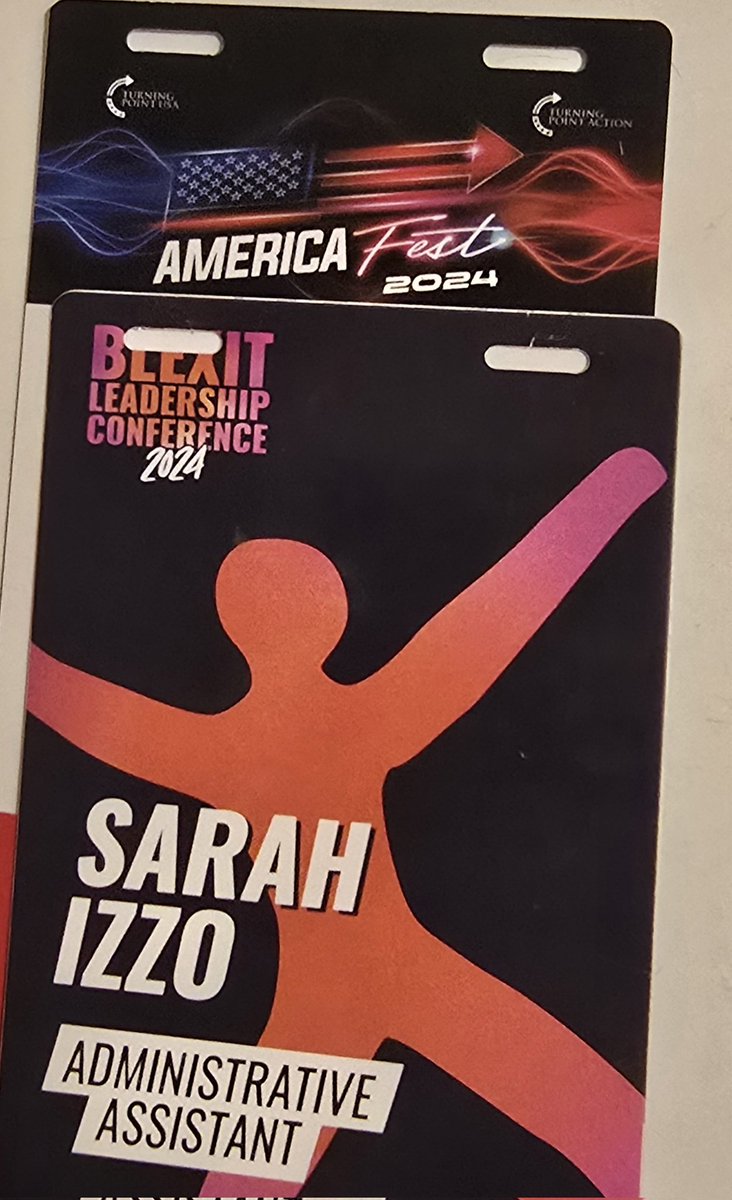 TURNING
POINT USA
TURNING
POINT ACTION
AMERICA Fest
2024
BLEXIT
LEADERSHIP
CONFERENCE
2024
SARAH
IZZO
ADMINISTRATIVE
ASSISTANT